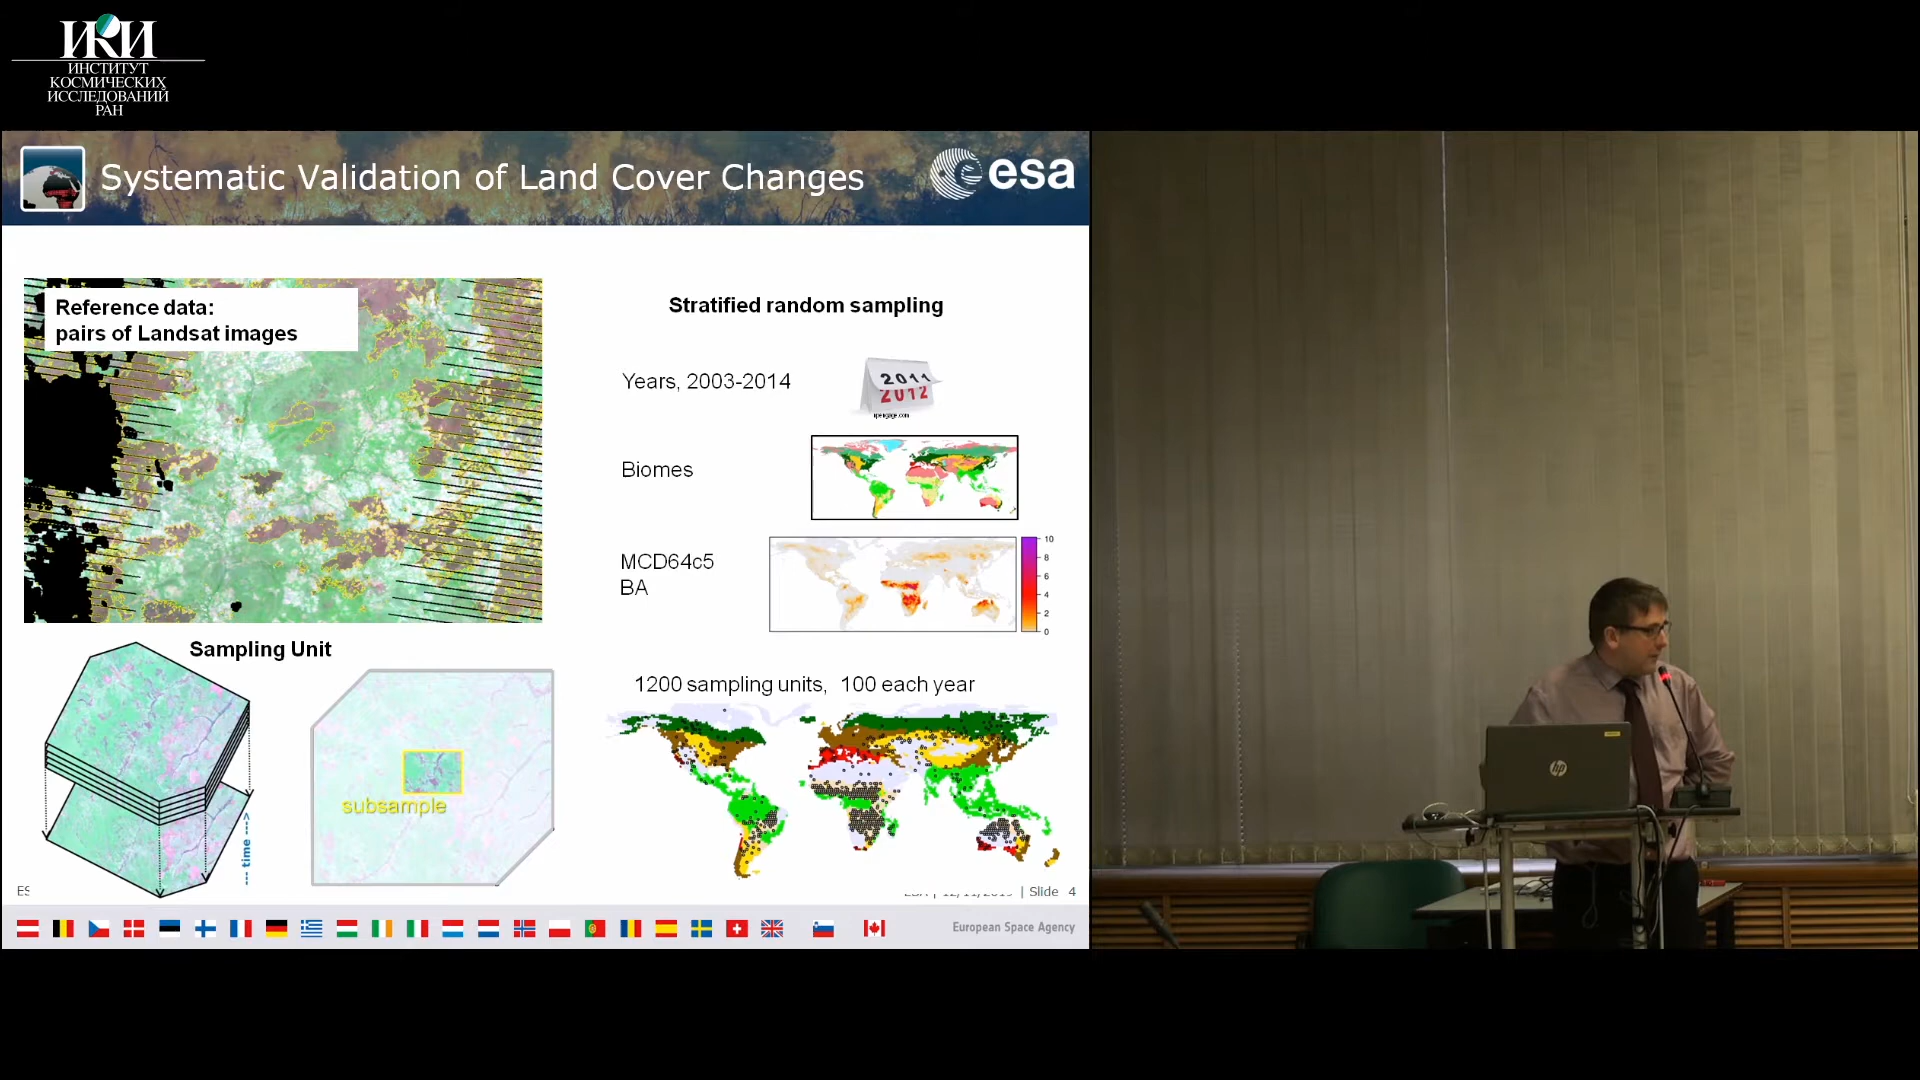 ИКИ
ИНСТИТУТ
КОСМИЧЕСКИХ
ИССЛЕДОВАНИЙ
РАН
Systematic Validation of Land Cover Changes
esa
Reference data:
pairs of Landsat images
Stratified random sampling
Years, 2003-2014
2011
2012
Biomes
MCD64c5
BA
10
8
6
4
2
0
Sampling Unit
subsample
time
1200 sampling units, 100 each year
ES
| Slide 4
European Space Agency
hp